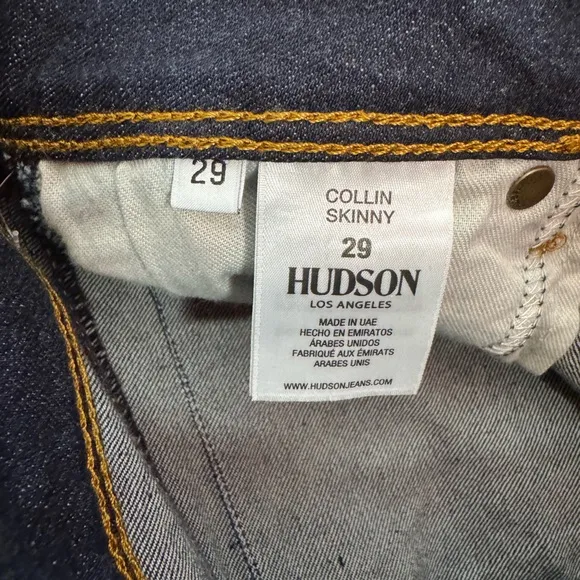 29
COLLIN
SKINNY
29
HUDSON
LOS ANGELES
MADE IN UAE
HECHO EN EMIRATOS
ÁRABES UNIDOS
FABRIQUÉ AUX ÉMIRATS
ARABES UNIS
WWW.HUDSONJEANS.COM